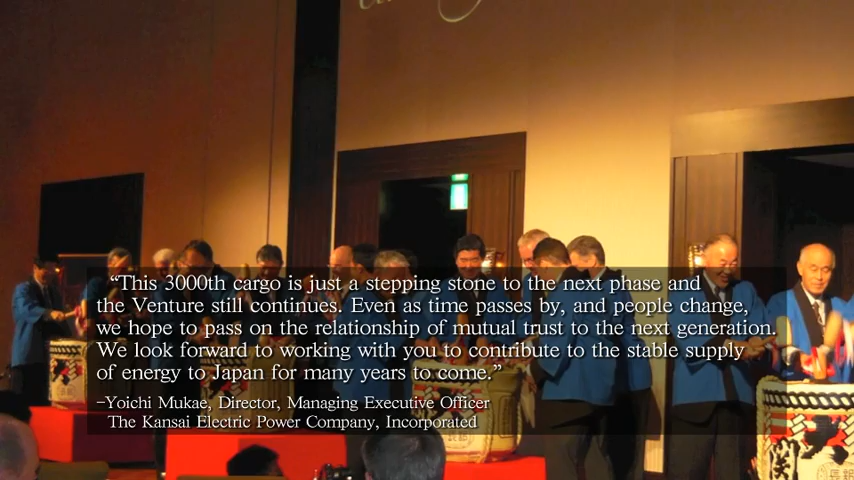 “This 3000th cargo is just a stepping stone to the next phase and
the Venture still continues. Even as time passes by, and people change,
we hope to pass on the relationship of mutual trust to the next generation.
We look forward to working with you to contribute to the stable supply
of energy to Japan for many years to come.”
-Yoichi Mukae, Director, Managing Executive Officer
The Kansai Electric Power Company, Incorporated